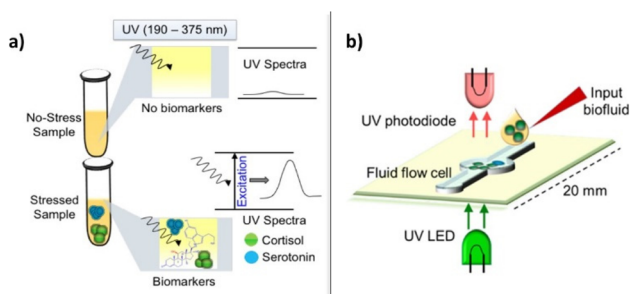 a)
UV (190 – 375 nm)
UV Spectra
No biomarkers
No-Stress
Sample
Stressed
Sample
Excitation
UV Spectra
Cortisol
Serotonin
Biomarkers
b)
Input
biofluid
UV photodiode
Fluid flow cell
20 mm
UV LED